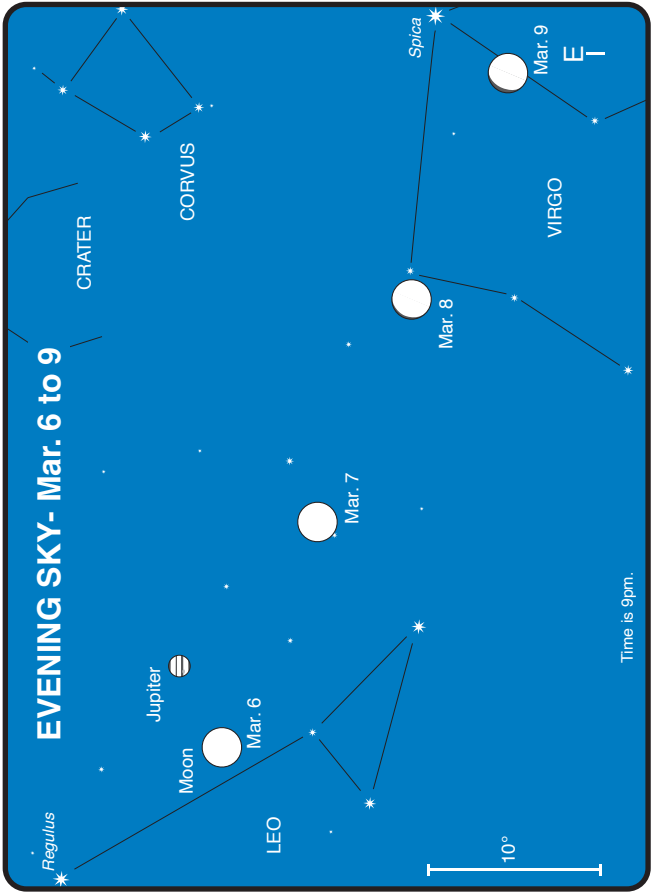 EVENING SKY- Mar. 6 to 9
Regulus
Moon
Jupiter
Mar. 6
LEO
Mar. 7
CRATER
CORVUS
Mar. 8
Spica
Mar. 9
VIRGO
E
10°
Time is 9pm.